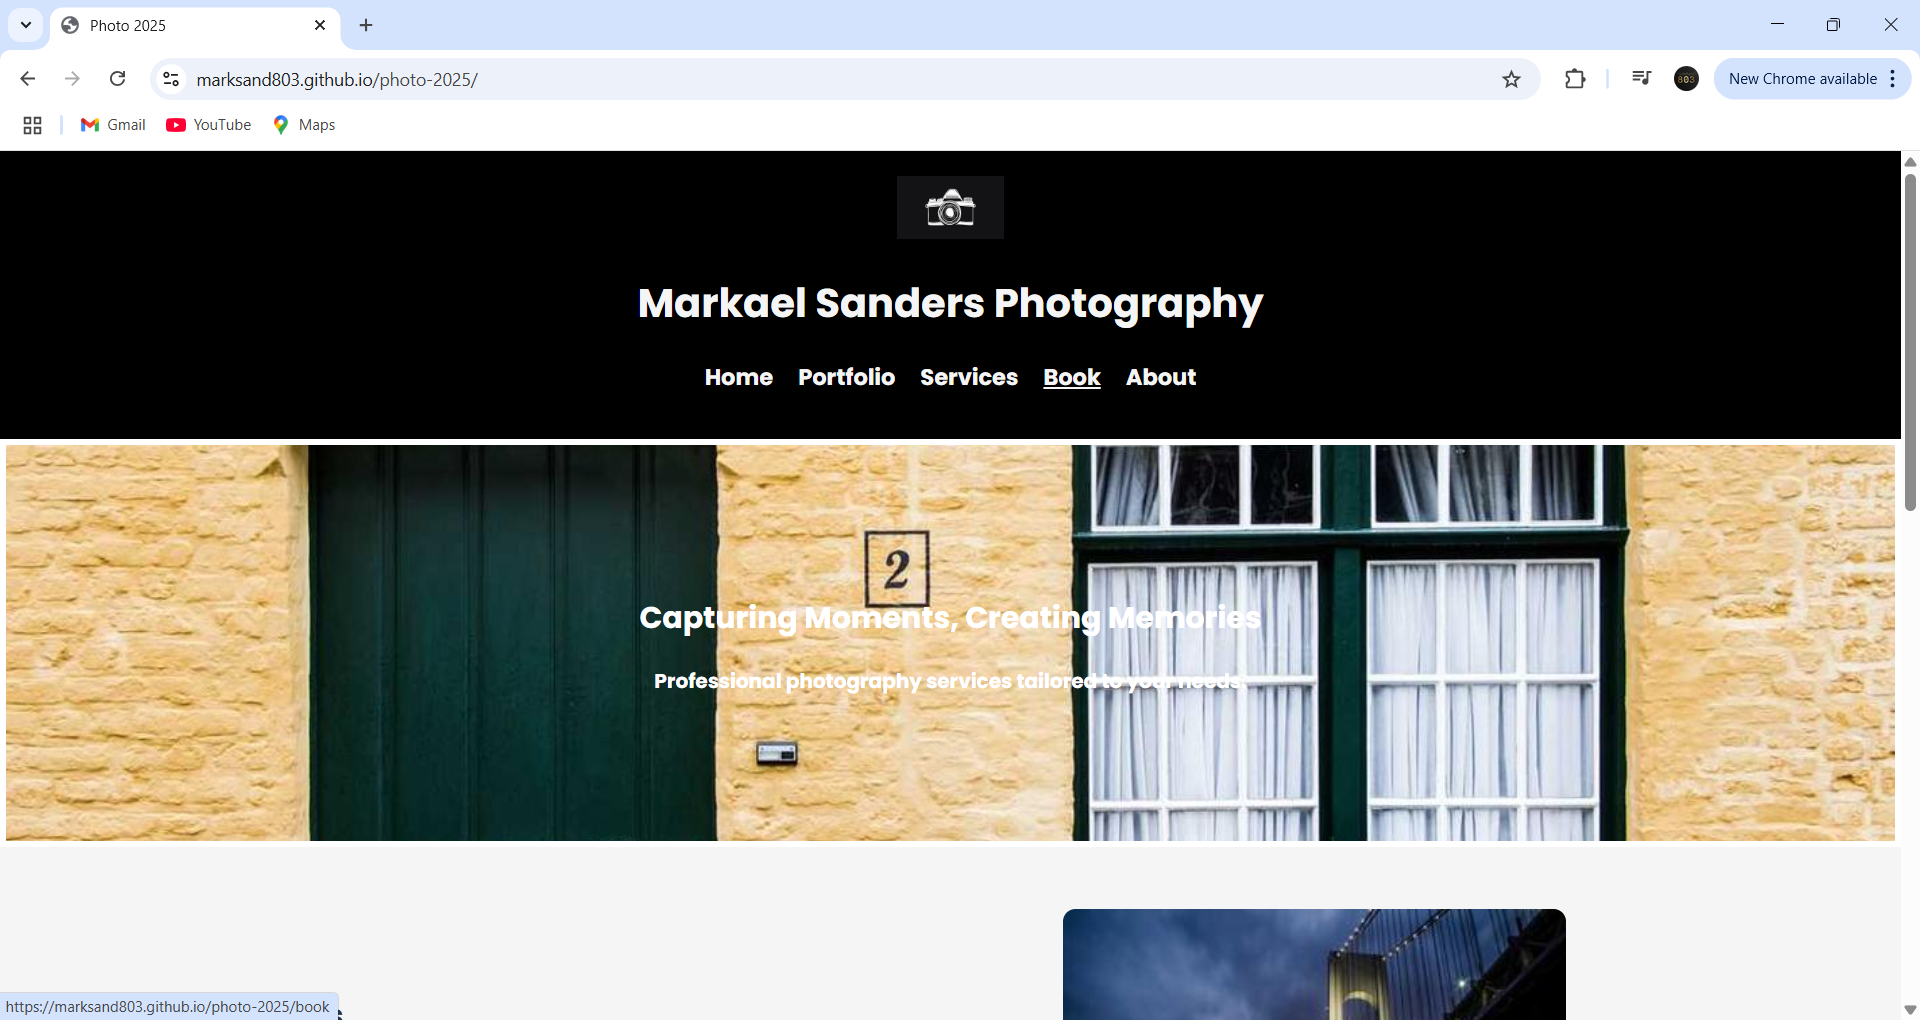 Photo 2025
marksand803.github.io/photo-2025/
803
New Chrome available
Gmail
YouTube
Maps
Markael Sanders Photography
Home Portfolio Services Book About
2
Capturing Moments, Creating Memories
Professional photography services tailored to your needs.
https://marksand803.github.io/photo-2025/book